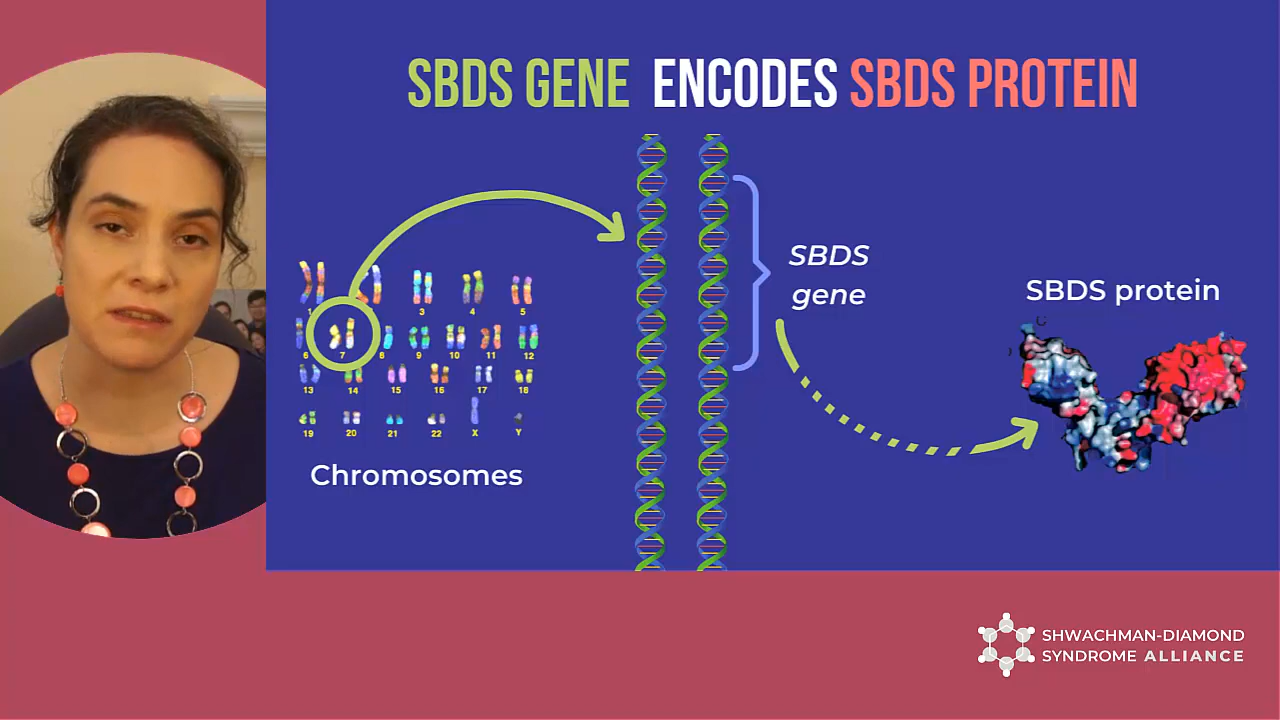 SBDS GENE ENCODES SBDS PROTEIN
SBDS
gene
SBDS protein
C
1 3 4 5
6 7 8 9 10 11 12
13 14 15 16 17 18
19 20 21 22 X Y
Chromosomes
SHWACHMAN-DIAMOND
SYNDROME ALLIANCE